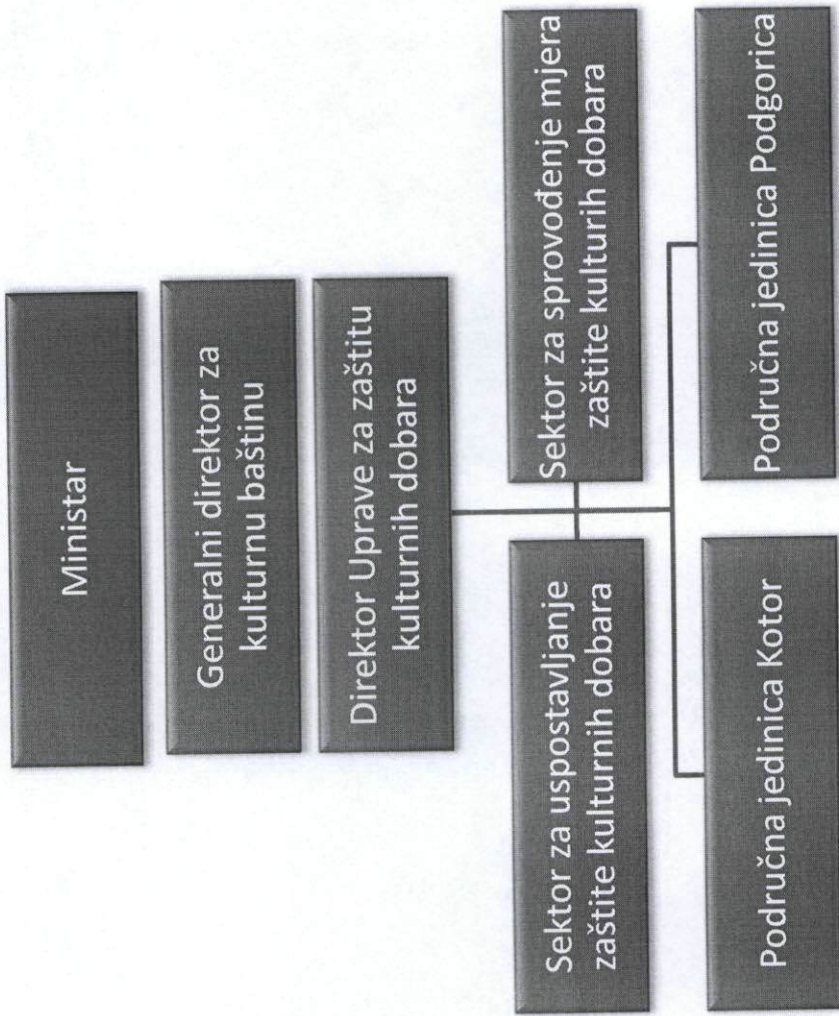 Ministar
Generalni direktor za
kulturnu baštinu
Direktor Uprave za zaštitu
kulturnih dobara
Sektor za uspostavljanje
zaštite kulturnih dobara
Sektor za sprovođenje mjera
zaštite kulturih dobara
Područna jedinica Kotor
Područna jedinica Podgorica